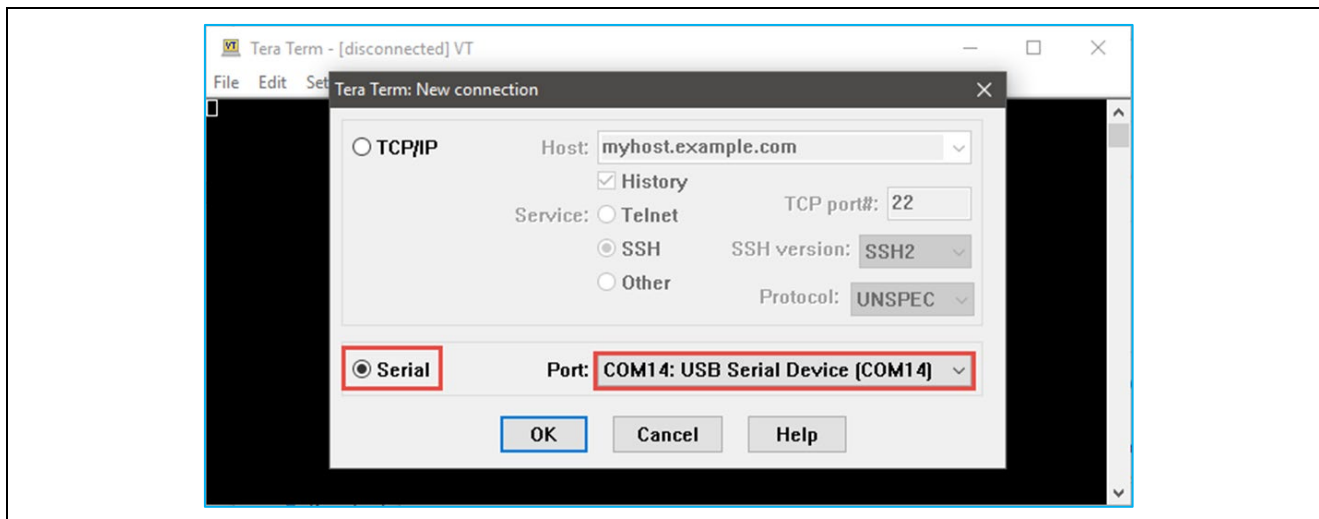 Tera Term - [disconnected] VT
File Edit Set
Tera Term: New connection
TCP/IP Host: myhost.example.com
History
Service: Telnet TCP port#: 22
SSH SSH version: SSH2
Other Protocol: UNSPEC
Serial Port: COM14: USB Serial Device (COM14)
OK Cancel Help